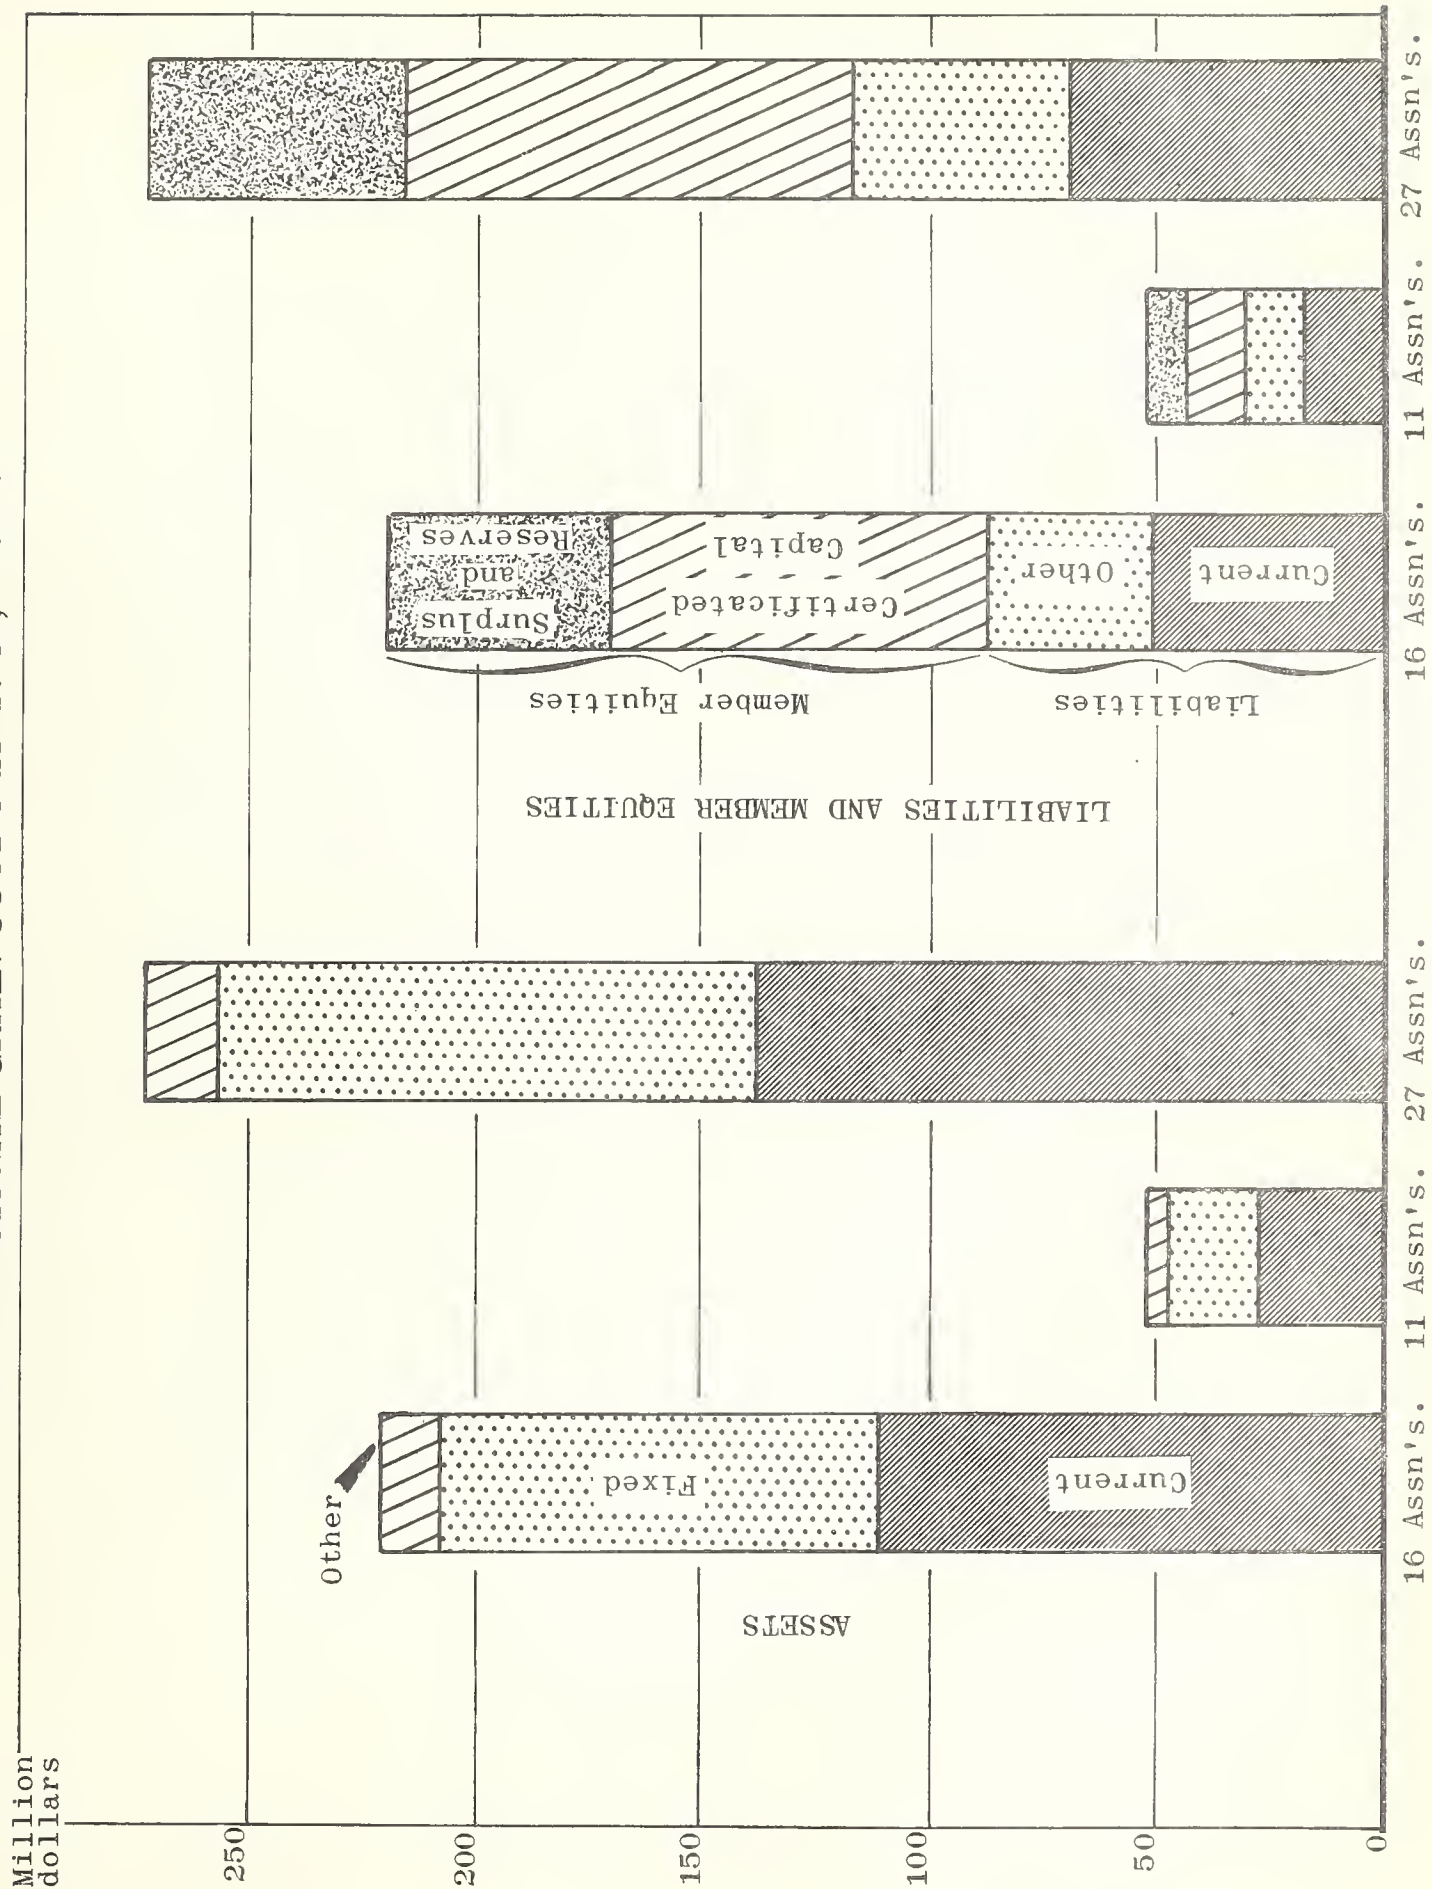 Million
dollars
250
200
150
100
50
0
Other
Fixed
Current
ASSETS
16 Assn's. 11 Assn's. 27 Assn's.
Surplus
and
Reserves
Certificated
Capital
Other
Current
Member Equities
Liabilities
LIABILITIES AND MEMBER EQUITIES
16 Assn's. 11 Assn's. 27 Assn's.